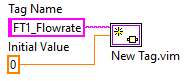 Tag Name
FT1_Flowrate
Initial Value
0
New Tag.vim